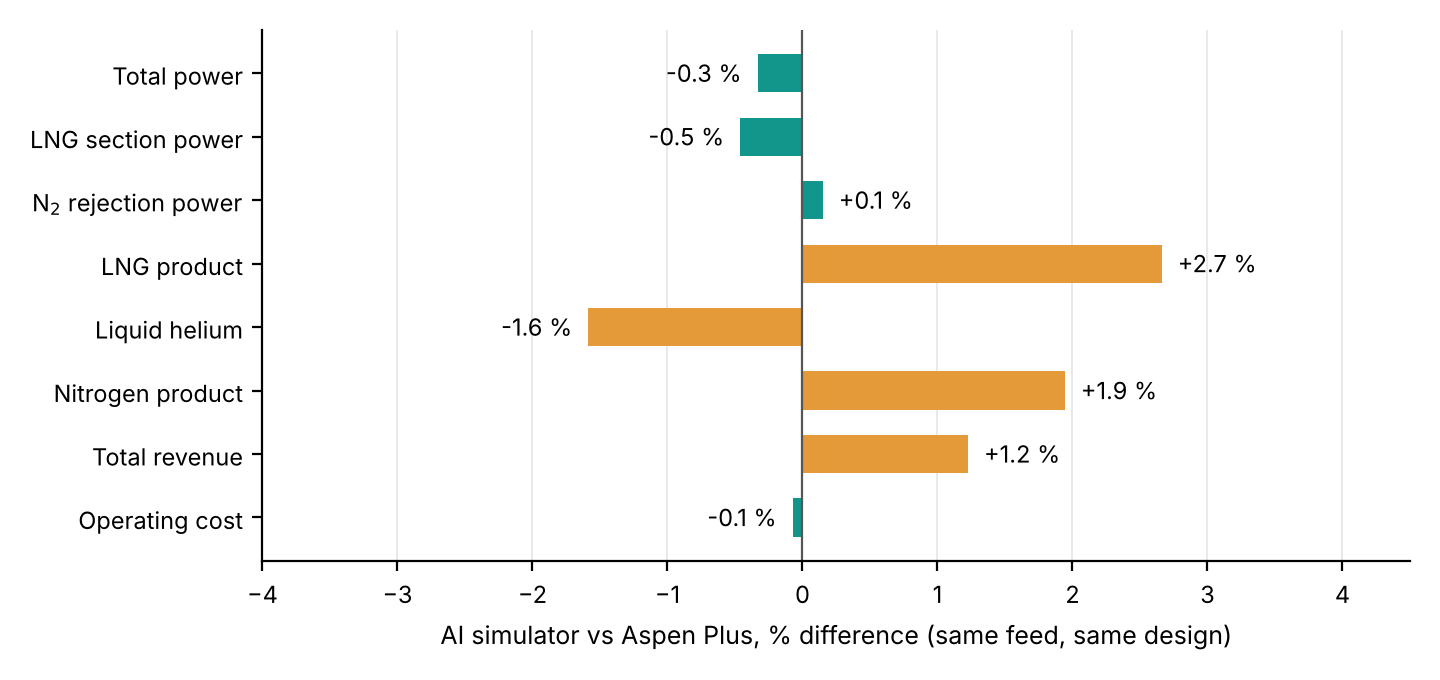 Total power
-0.3 %
LNG section power
-0.5 %
N₂ rejection power
+0.1 %
LNG product
+2.7 %
Liquid helium
-1.6 %
Nitrogen product
+1.9 %
Total revenue
+1.2 %
Operating cost
-0.1 %
−4 −3 −2 −1 0 1 2 3 4
AI simulator vs Aspen Plus, % difference (same feed, same design)